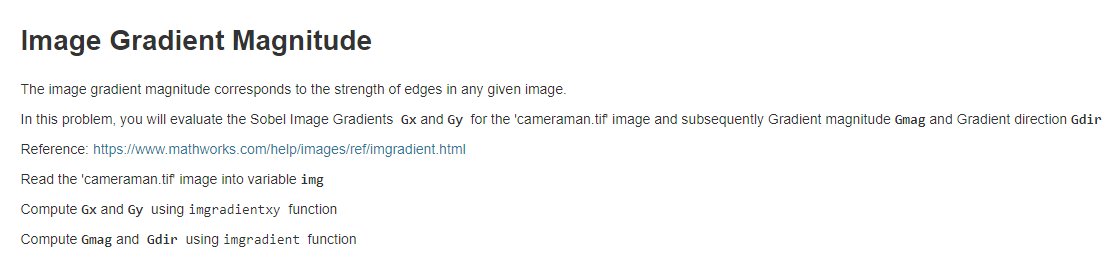 Image Gradient Magnitude
The image gradient magnitude corresponds to the strength of edges in any given image.
In this problem, you will evaluate the Sobel Image Gradients Gx and Gy for the 'cameraman.tif' image and subsequently Gradient magnitude Gmag and Gradient direction Gdir
Reference: https://www.mathworks.com/help/images/ref/imgradient.html
Read the 'cameraman.tif' image into variable img
Compute Gx and Gy using imgradientxy function
Compute Gmag and Gdir using imgradient function